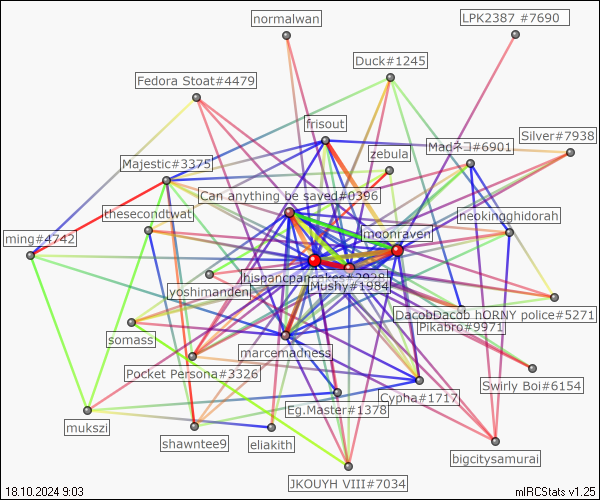 normalwan
LPK2387 #7690
Duck#1245
Fedora Stoat#4479
frisout
Silver#7938
Madネコ#6901
zebula
Majestic#3375
Can anything be saved#0396
thesecondtwat
neokingghidorah
moonraven
ming#4742
Mushy#1984
yoshimandeni
DacobDacob hORNY police#5271
Pikabro#9971
somass
marcemadness
Pocket Persona#3326
Swirly Boi#6154
Cypha#1717
Eg.Master#1378
mukszi
shawntee9
eliakith
bigcitysamurai
JKOUYH VIII#7034
18.10.2024 9:03
mIRCStats v1.25